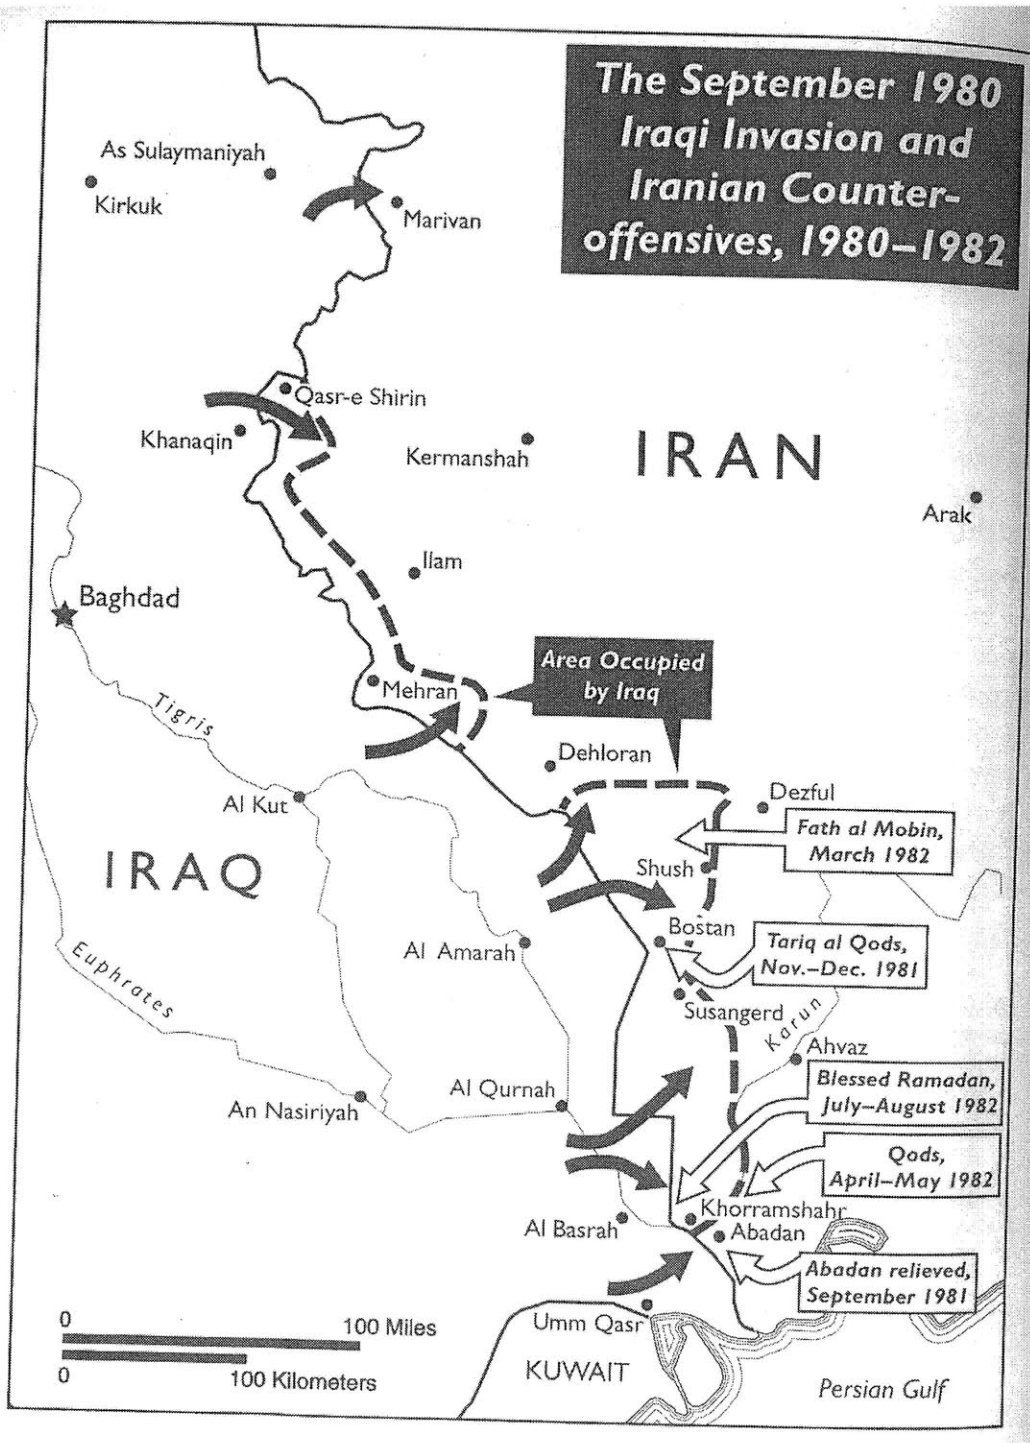 The September 1980
Iraqi Invasion and
Iranian Counter-
offensives, 1980–1982
As Sulaymaniyah
Kirkuk
Marivan
Qasr-e Shirin
Khanaqin
Kermanshah
IRAN
Arak
Ilam
Baghdad
Area Occupied
by Iraq
Mehran
Tigris
Dehloran
Dezful
Al Kut
Fath al Mobin,
March 1982
IRAQ
Shush
Bostan
Tariq al Qods,
Nov.–Dec. 1981
Al Amarah
Euphrates
Susangerd
Karun
Ahvaz
Al Qurnah
Blessed Ramadan,
July–August 1982
An Nasiriyah
Qods,
April–May 1982
Khorramshahr
Al Basrah
Abadan
Abadan relieved,
September 1981
Umm Qasr
0 100 Miles
0 100 Kilometers
KUWAIT
Persian Gulf